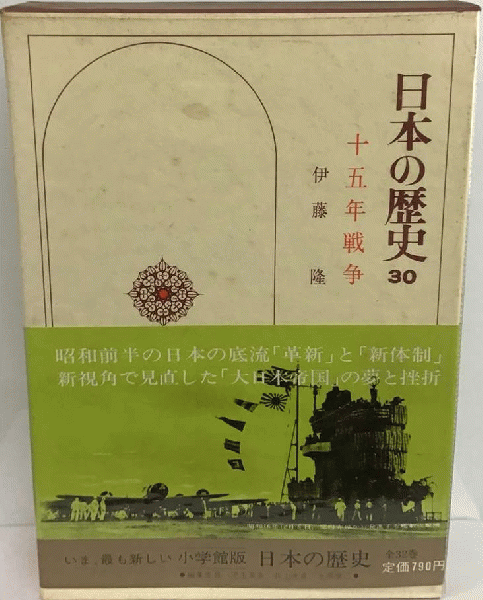 日本の歴史
30
十五年戦争
伊藤 隆
昭和前半の日本の底流「革新」と「新体制」
新視角で見直した「大日本帝国」の夢と挫折
いま、最も新しい 小学館版 日本の歴史 全32巻
定価790円